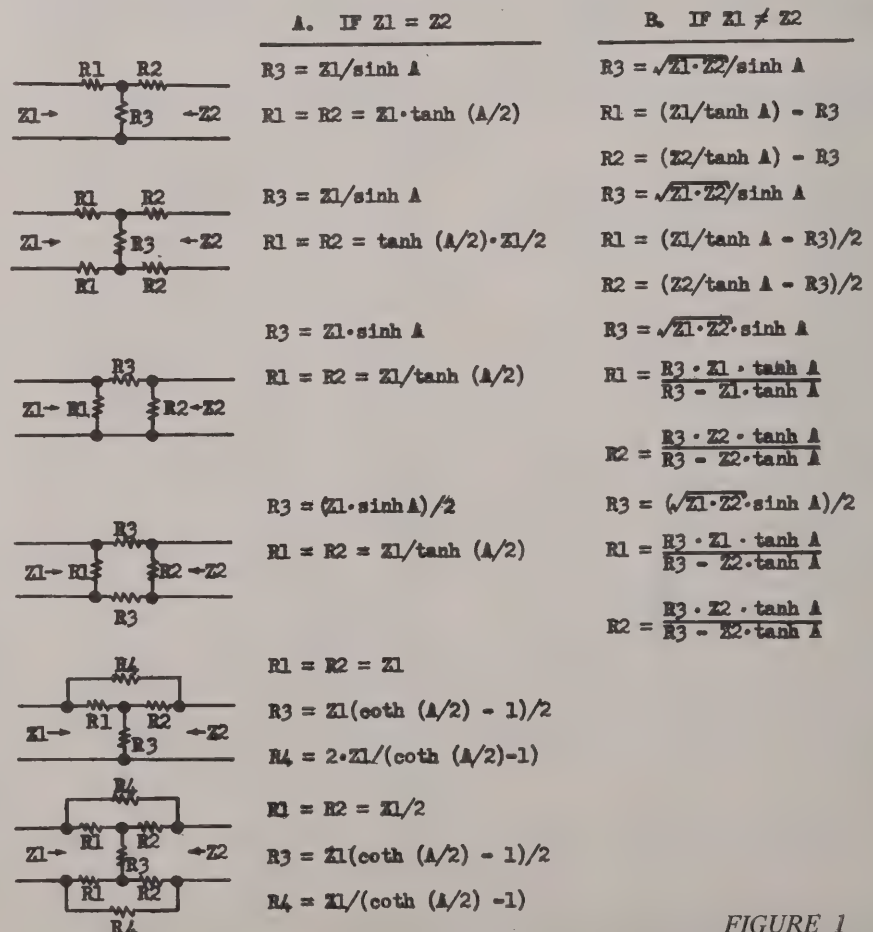 A. IF Z1 = Z2
B. IF Z1 ≠ Z2
R1 R2
Z1→ R3 ←Z2
R3 = Z1/sinh A
R1 = R2 = Z1·tanh (A/2)
R3 = √Z1·Z2/sinh A
R1 = (Z1/tanh A) - R3
R2 = (Z2/tanh A) - R3
R1 R2
Z1→ R3 ←Z2
R1 R2
R3 = Z1/sinh A
R1 = R2 = tanh (A/2)·Z1/2
R3 = √Z1·Z2/sinh A
R1 = (Z1/tanh A - R3)/2
R2 = (Z2/tanh A - R3)/2
R3
Z1→ R1 R2 ←Z2
R3 = Z1·sinh A
R1 = R2 = Z1/tanh (A/2)
R3 = √Z1·Z2·sinh A
R1 = R3 · Z1 · tanh A
R3 - Z1·tanh A
R2 = R3 · Z2 · tanh A
R3 - Z2·tanh A
R3
Z1→ R1 R2 ←Z2
R3
R3 = (Z1·sinh A)/2
R1 = R2 = Z1/tanh (A/2)
R3 = (√Z1·Z2·sinh A)/2
R1 = R3 · Z1 · tanh A
R3 - Z2·tanh A
R2 = R3 · Z2 · tanh A
R3 - Z2·tanh A
R4
R1 R2
Z1→ R3 ←Z2
R1 = R2 = Z1
R3 = Z1(coth (A/2) - 1)/2
R4 = 2·Z1/(coth (A/2)-1)
R4
R1 R2
Z1→ R3 ←Z2
R1 R2
R4
R1 = R2 = Z1/2
R3 = Z1(coth (A/2) - 1)/2
R4 = Z1/(coth (A/2) -1)
FIGURE 1